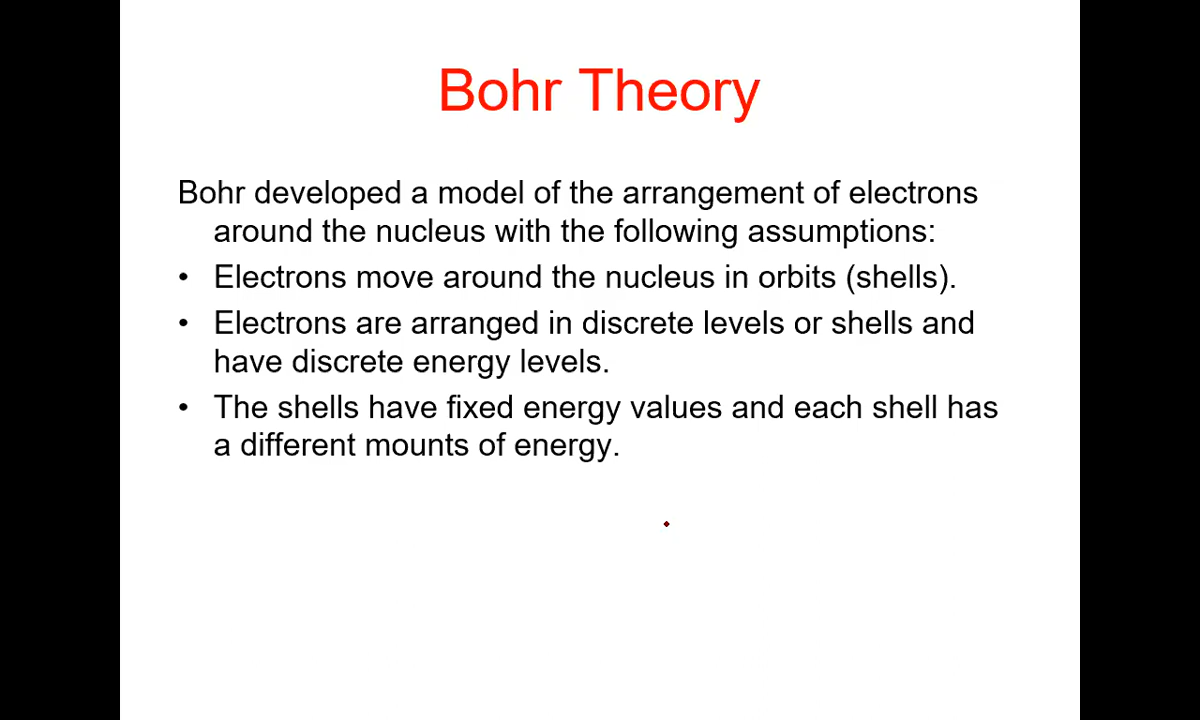 Bohr Theory
Bohr developed a model of the arrangement of electrons
around the nucleus with the following assumptions:
• Electrons move around the nucleus in orbits (shells).
• Electrons are arranged in discrete levels or shells and
have discrete energy levels.
• The shells have fixed energy values and each shell has
a different mounts of energy.